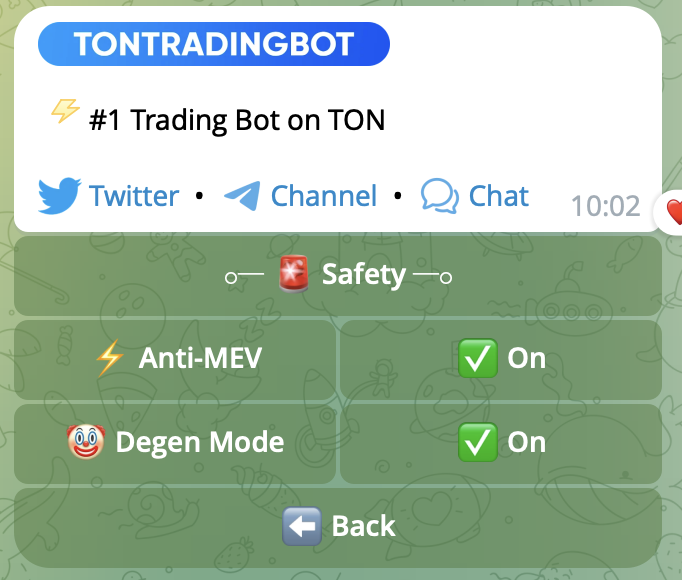 TONTRADINGBOT
⚡ #1 Trading Bot on TON
Twitter • Channel • Chat 10:02
Safety
⚡ Anti-MEV ✅ On
🤡 Degen Mode ✅ On
⬅ Back